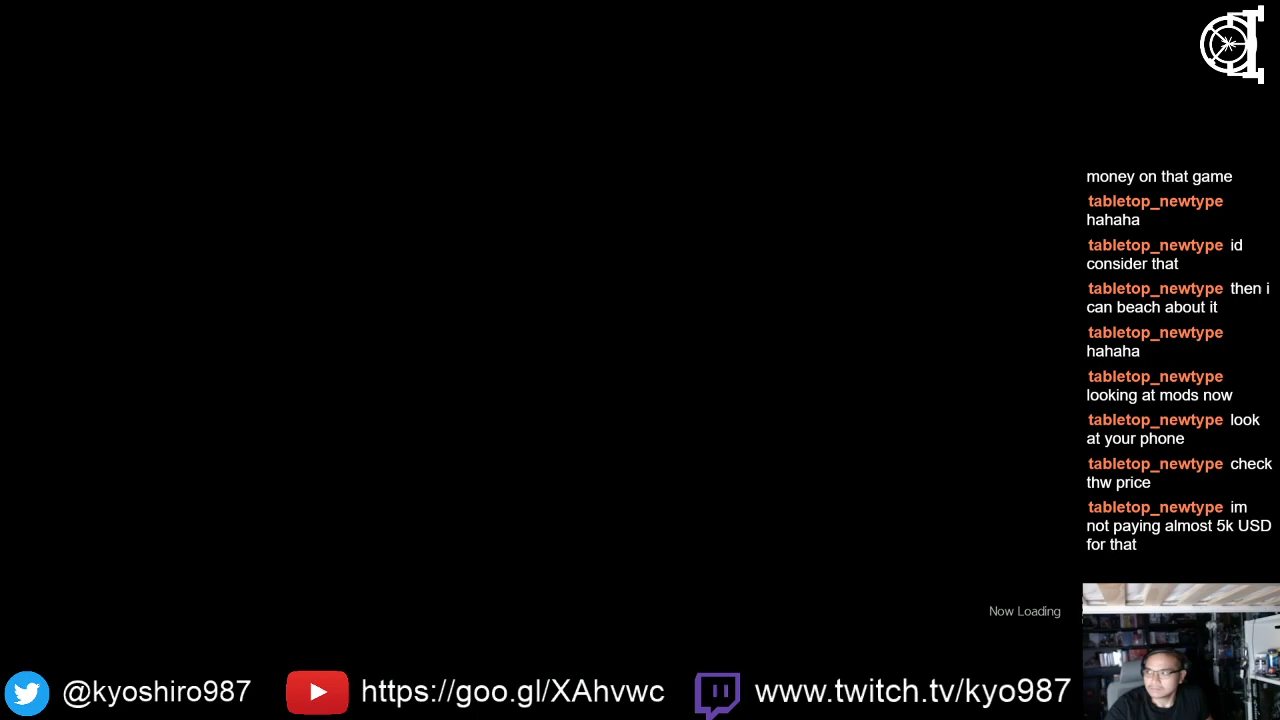 money on that game
tabletop_newtype
hahaha
tabletop_newtype id
consider that
tabletop_newtype then i
can beach about it
tabletop_newtype
hahaha
tabletop_newtype
looking at mods now
tabletop_newtype look
at your phone
tabletop_newtype check
thw price
tabletop_newtype im
not paying almost 5k USD
for that
Now Loading
@kyoshiro987
https://goo.gl/XAhvwc
www.twitch.tv/kyo987